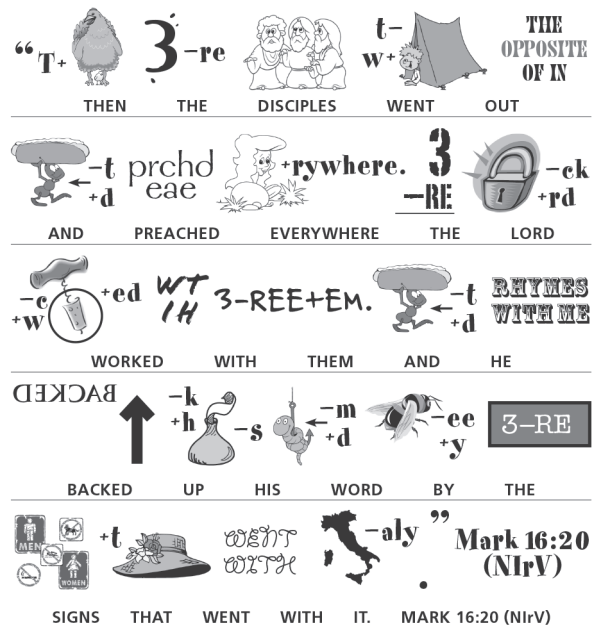 “T+ 3 -re t- w+ THE OPPOSITE OF IN
THEN THE DISCIPLES WENT OUT
-t +d prchd eae +rywhere. 3 -RE -ck +rd
AND PREACHED EVERYWHERE THE LORD
-c +w +ed WT IH 3-REE+EM. -t +d RHYMES WITH ME
WORKED WITH THEM AND HE
BACKED -k +h -s -m +d -ee +y 3-RE
BACKED UP HIS WORD BY THE
MEN WOMEN +t WENT WITH -aly ” Mark 16:20 (NIrV)
SIGNS THAT WENT WITH IT. MARK 16:20 (NIrV)